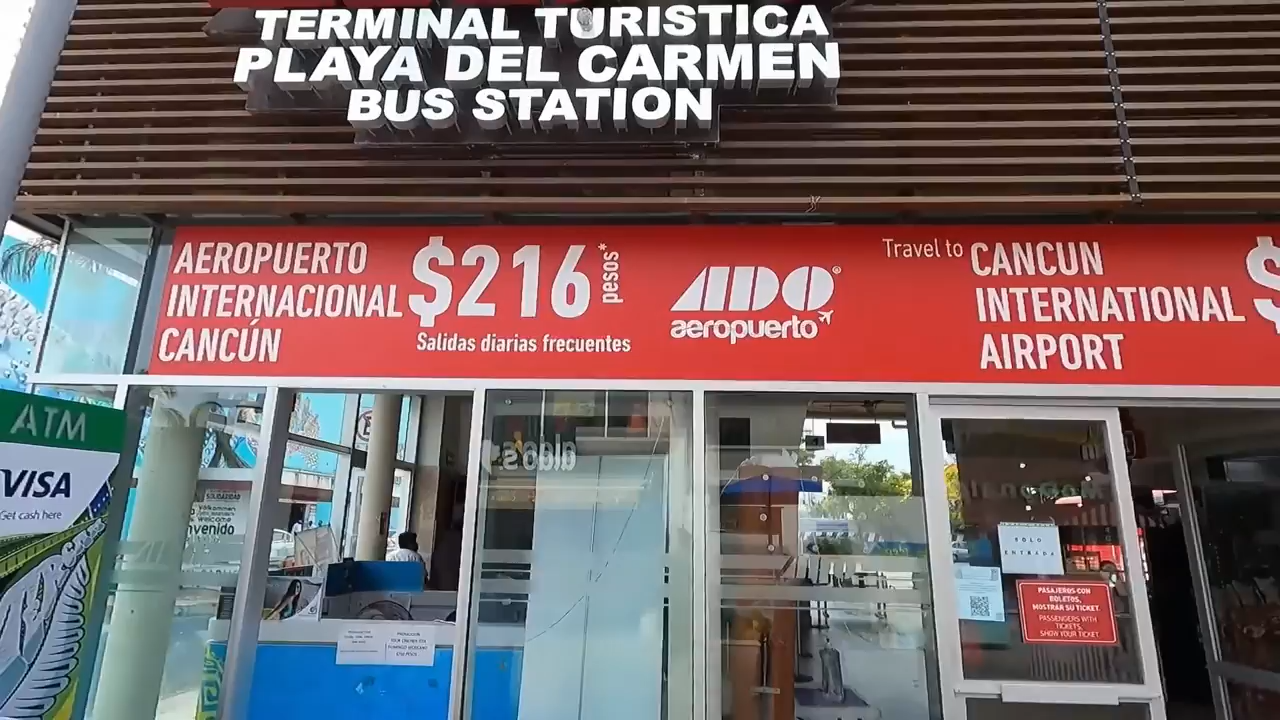 TERMINAL TURISTICA
PLAYA DEL CARMEN
BUS STATION
AEROPUERTO
INTERNACIONAL
CANCÚN
$216
pesos*
Salidas diarias frecuentes
ADO®
aeropuerto
Travel to
CANCUN
INTERNATIONAL
AIRPORT
$
ATM
VISA
Get cash here
Welcome
aldo's
SOLO
ENTRADA
PASAJEROS CON
BOLETOS,
MOSTRAR SU TICKET.
PASSENGERS WITH
TICKETS,
SHOW YOUR TICKET.